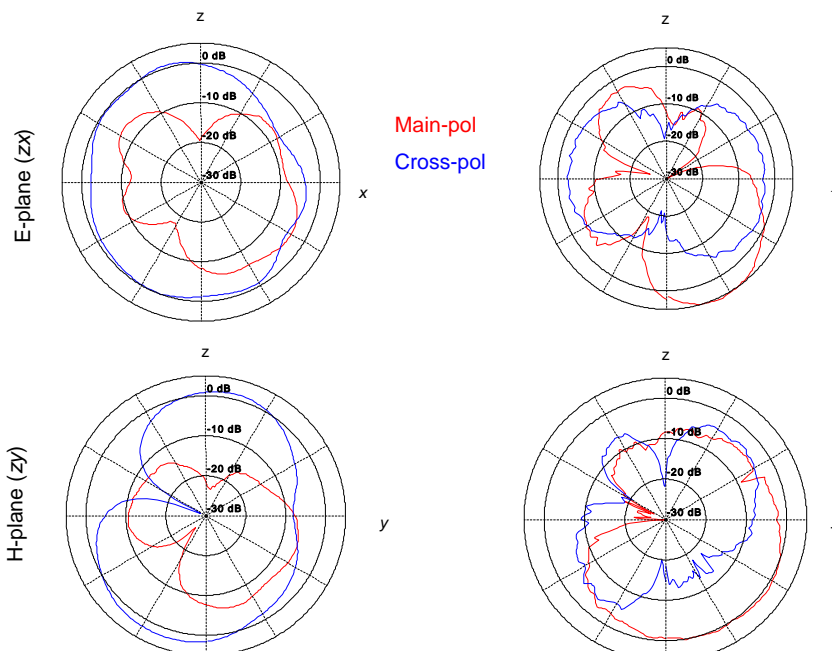 z
z
0 dB
-10 dB
-20 dB
-30 dB
0 dB
-10 dB
-20 dB
-30 dB
Main-pol
Cross-pol
E-plane (zx)
x
z
z
0 dB
-10 dB
-20 dB
-30 dB
0 dB
-10 dB
-20 dB
-30 dB
H-plane (zy)
y